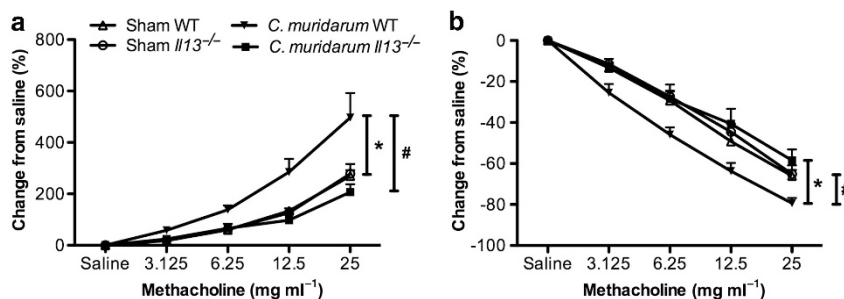 a
Sham WT
Sham Il13–/–
C. muridarum WT
C. muridarum Il13–/–
Change from saline (%)
800
600
400
200
0
*
#
Saline 3.125 6.25 12.5 25
Methacholine (mg ml–1)
b
Change from saline (%)
0
-20
-40
-60
-80
-100
*
#
Saline 3.125 6.25 12.5 25
Methacholine (mg ml–1)